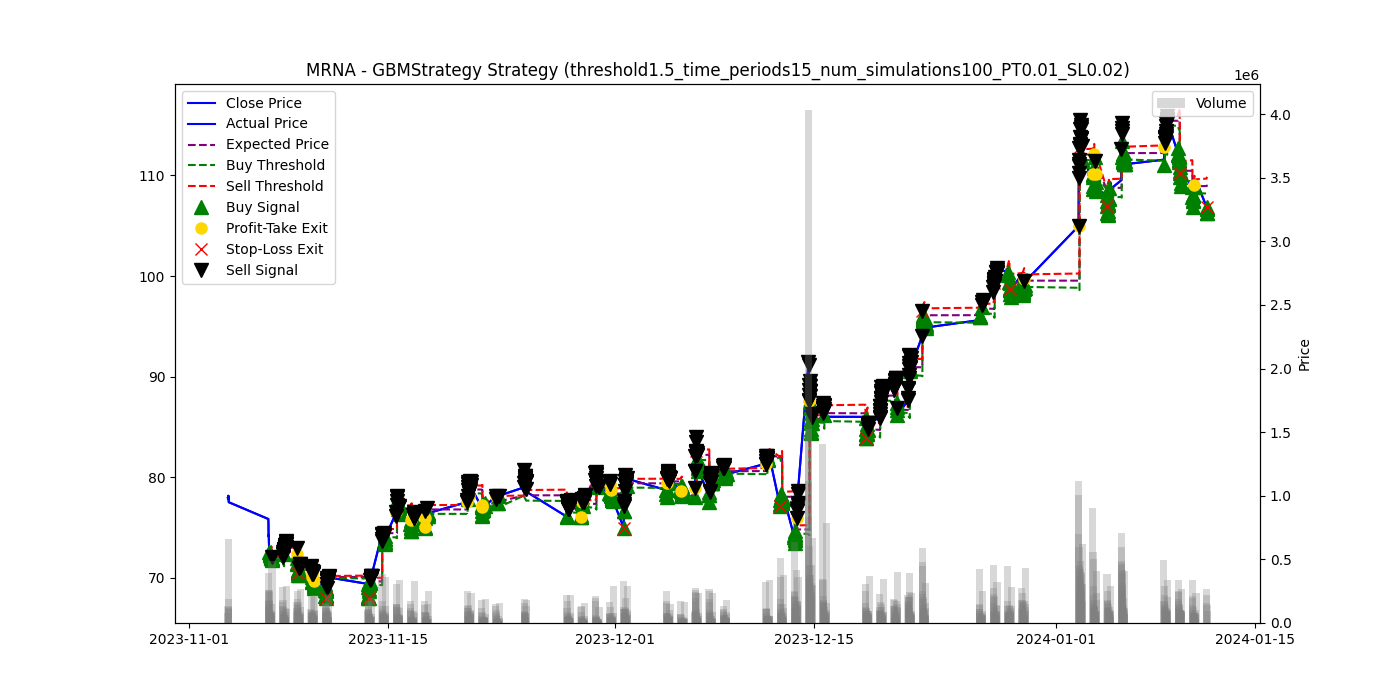 MRNA - GBMStrategy Strategy (threshold1.5_time_periods15_num_simulations100_PT0.01_SL0.02)
1e6
Close Price
Actual Price
Expected Price
Buy Threshold
Sell Threshold
Buy Signal
Profit-Take Exit
Stop-Loss Exit
Sell Signal
Volume
110
100
90
80
70
4.0
3.5
3.0
2.5
2.0
1.5
1.0
0.5
0.0
Price
2023-11-01
2023-11-15
2023-12-01
2023-12-15
2024-01-01
2024-01-15